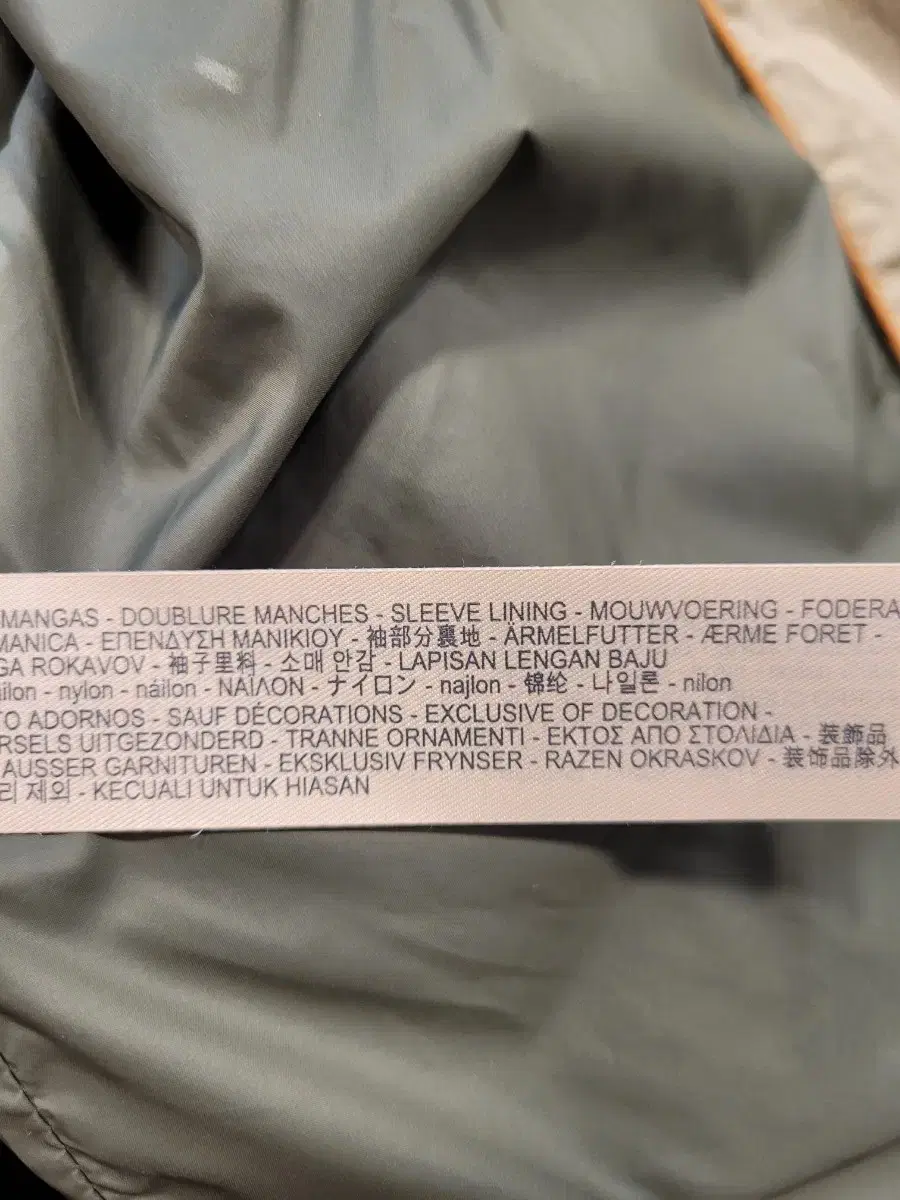 MANGAS - DOUBLURE MANCHES - SLEEVE LINING - MOUWVOERING - FODERA
MANICA - ΕΠΕΝΔΥΣΗ ΜΑΝΙΚΙΟΥ - 袖部分裏地 - ÄRMELFUTTER - ÆRME FORET -
GA ROKAVOV - 袖子里料 - 소매 안감 - LAPISAN LENGAN BAJU
ilon - nylon - náilon - ΝΑΙΛΟΝ - ナイロン - najlon - 锦纶 - 나일론 - nilon
TO ADORNOS - SAUF DÉCORATIONS - EXCLUSIVE OF DECORATION -
RSELS UITGEZONDERD - TRANNE ORNAMENTI - ΕΚΤΟΣ ΑΠΟ ΣΤΟΛΙΔΙΑ - 装飾品
AUSSER GARNITUREN - EKSKLUSIV FRYNSER - RAZEN OKRASKOV - 装饰品除外
리 제외 - KECUALI UNTUK HIASAN